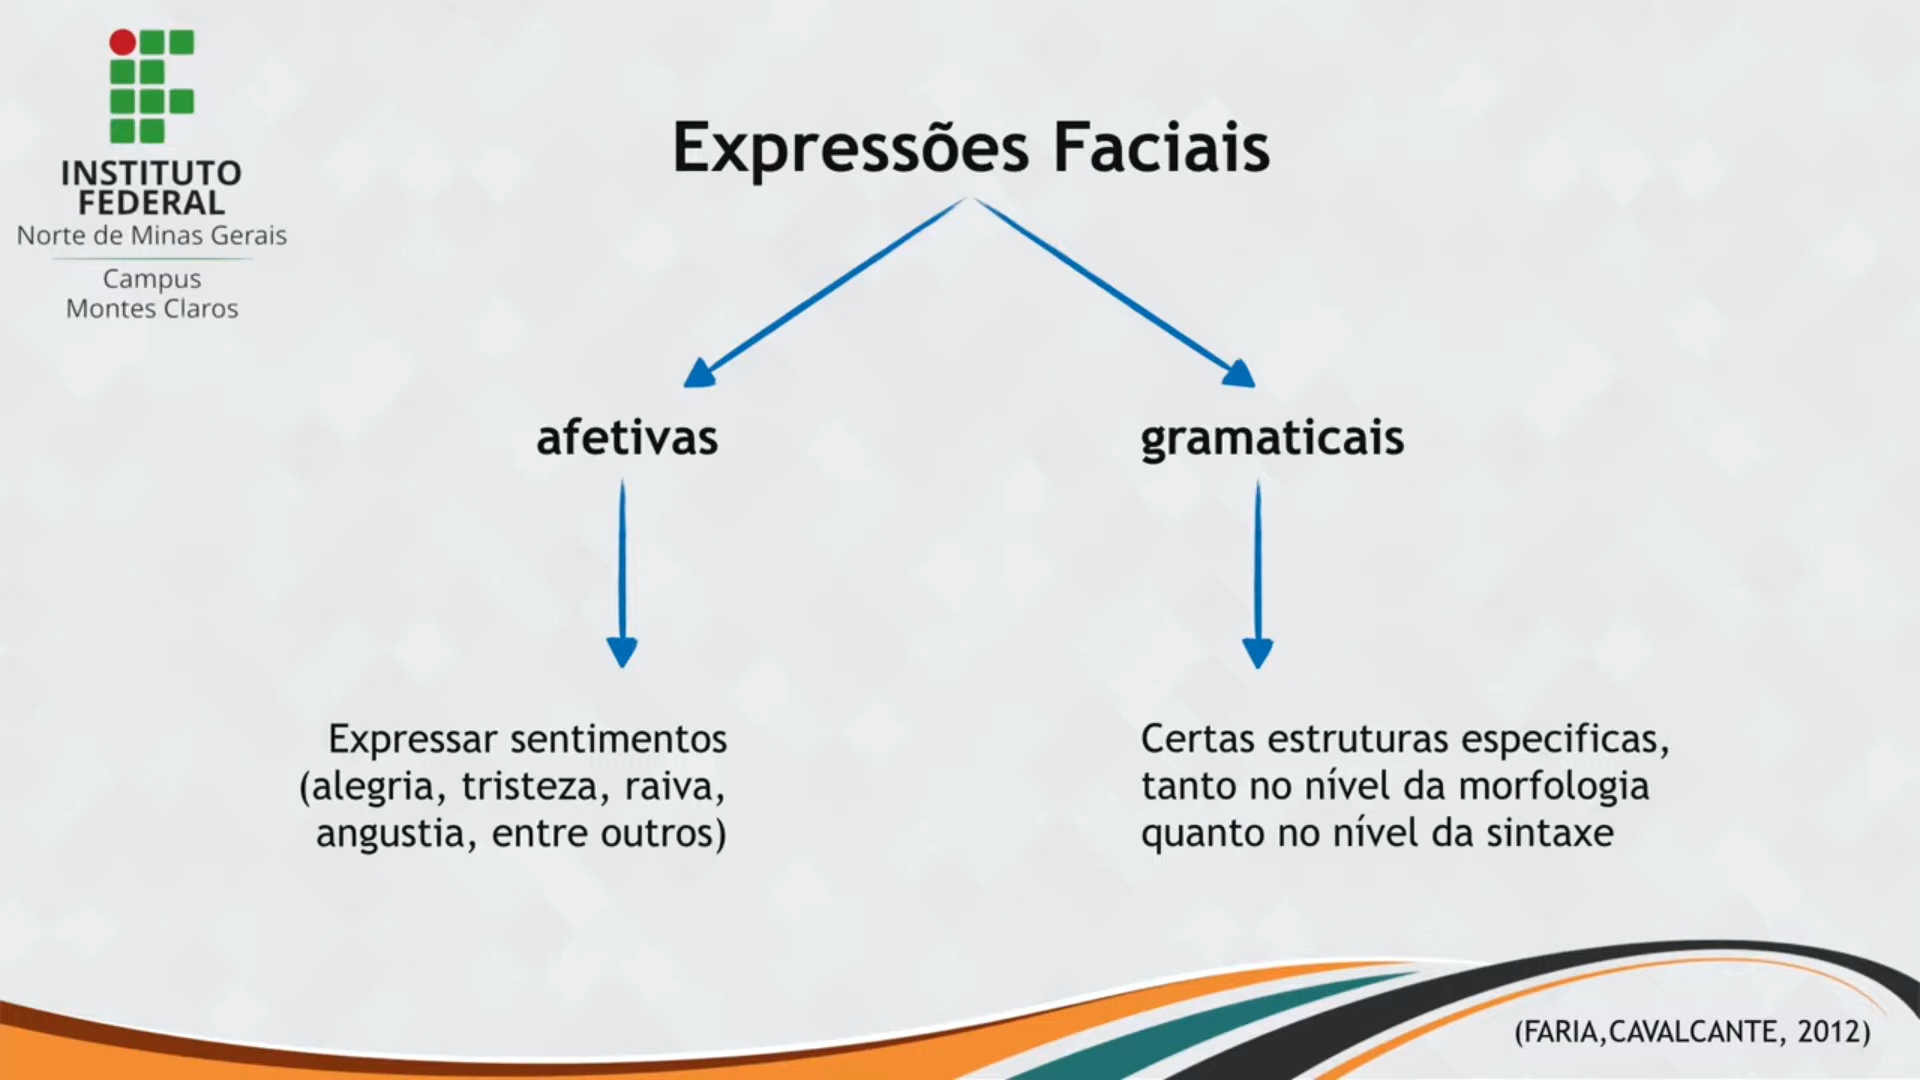 INSTITUTO
FEDERAL
Norte de Minas Gerais
Campus
Montes Claros
Expressões Faciais
afetivas
gramaticais
Expressar sentimentos
(alegria, tristeza, raiva,
angustia, entre outros)
Certas estruturas especificas,
tanto no nível da morfologia
quanto no nível da sintaxe
(FARIA,CAVALCANTE, 2012)